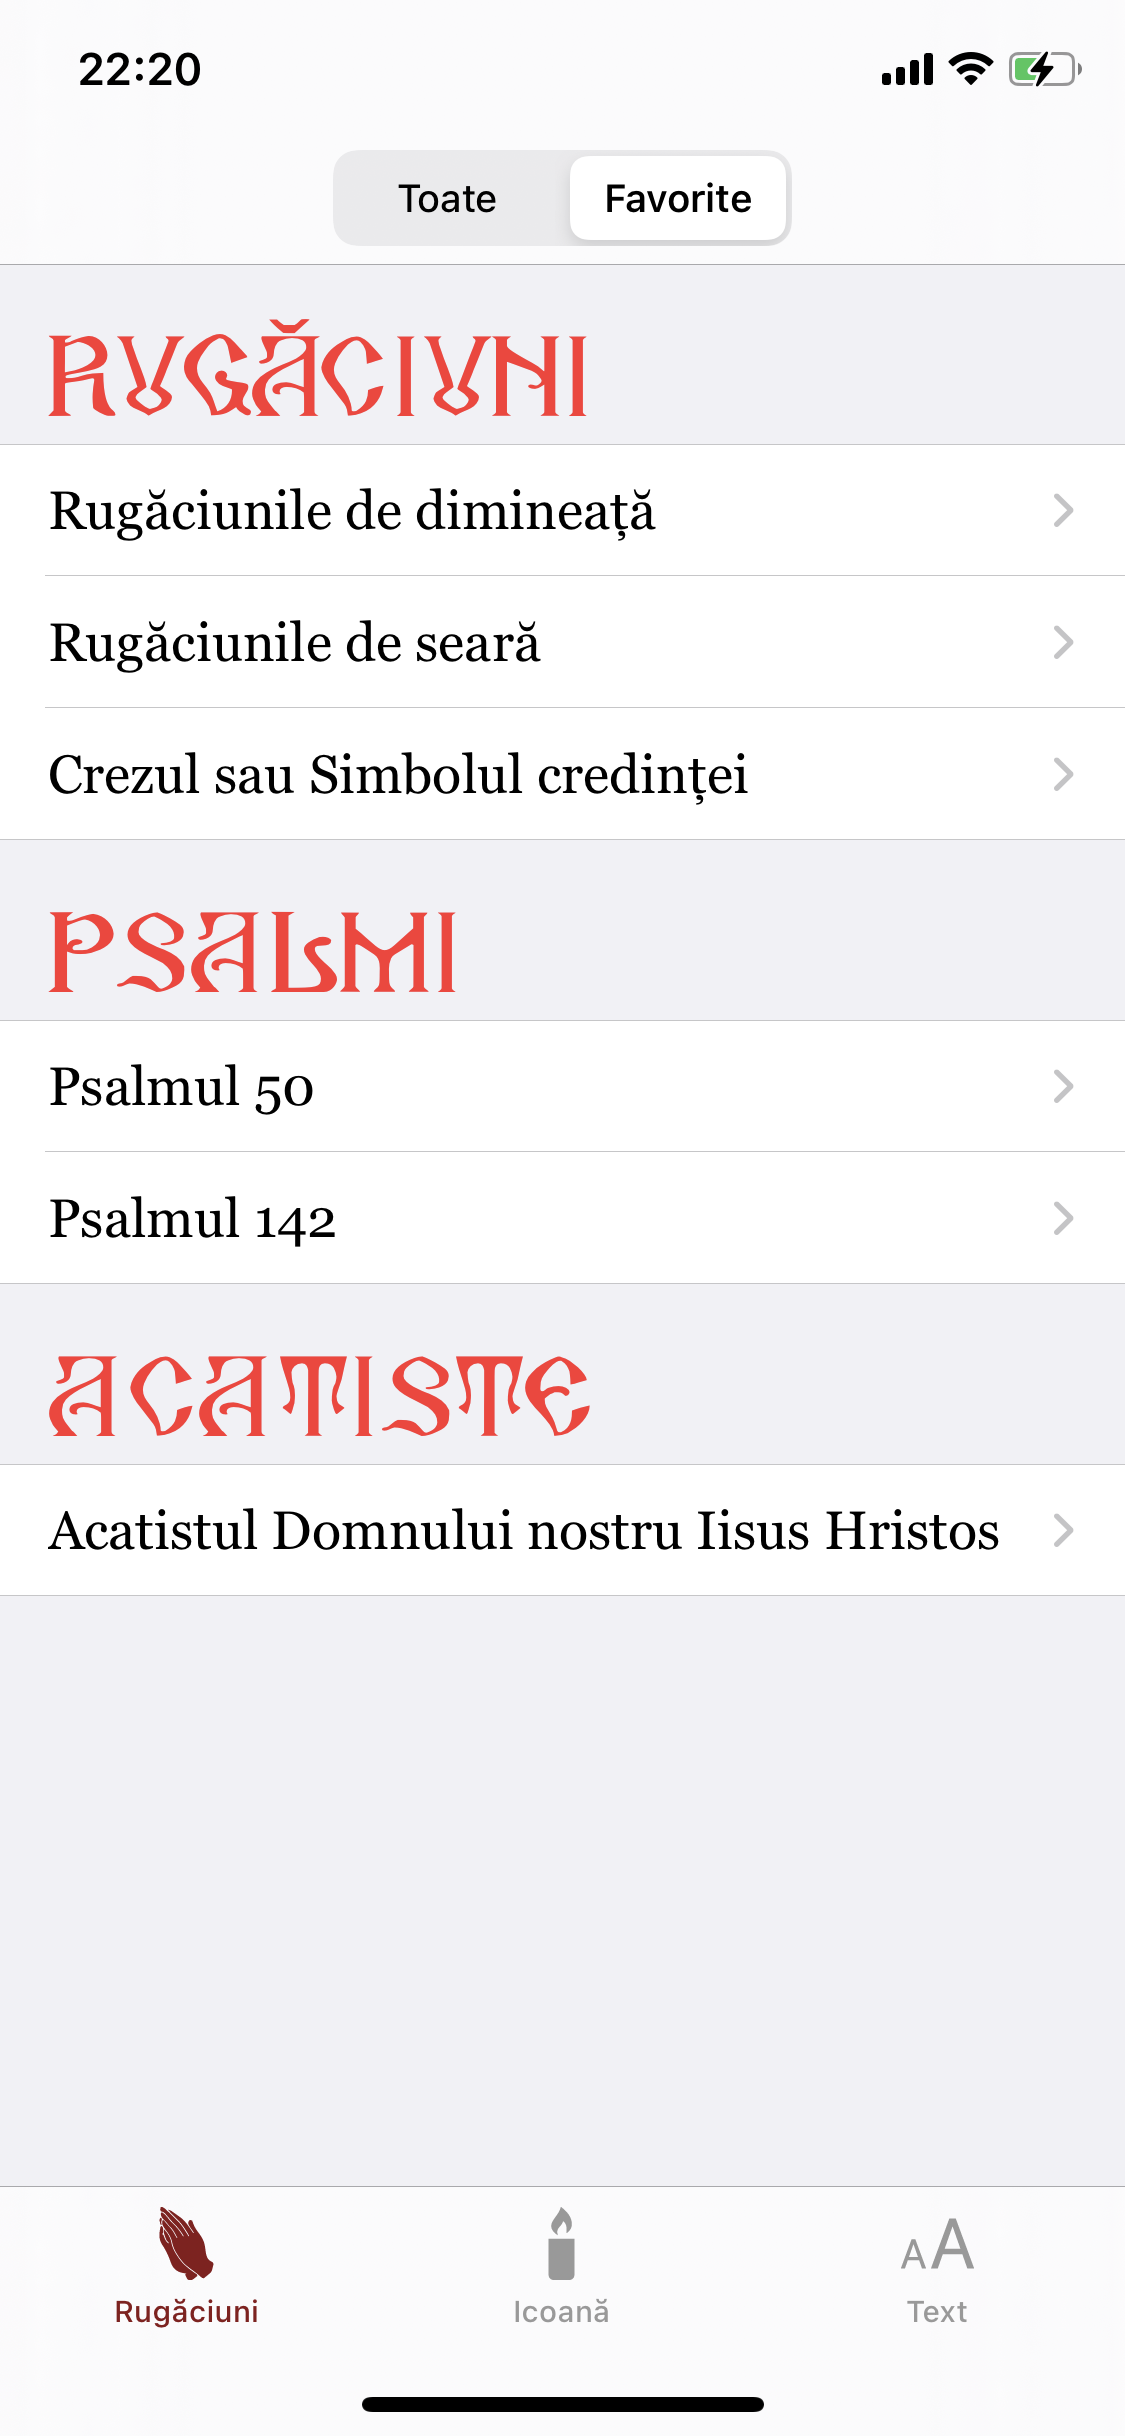 22:20
Toate Favorite
RUGĂCIUNI
Rugăciunile de dimineață
Rugăciunile de seară
Crezul sau Simbolul credinței
PSALMI
Psalmul 50
Psalmul 142
ACATISTE
Acatistul Domnului nostru Iisus Hristos
AA
Rugăciuni Icoană Text